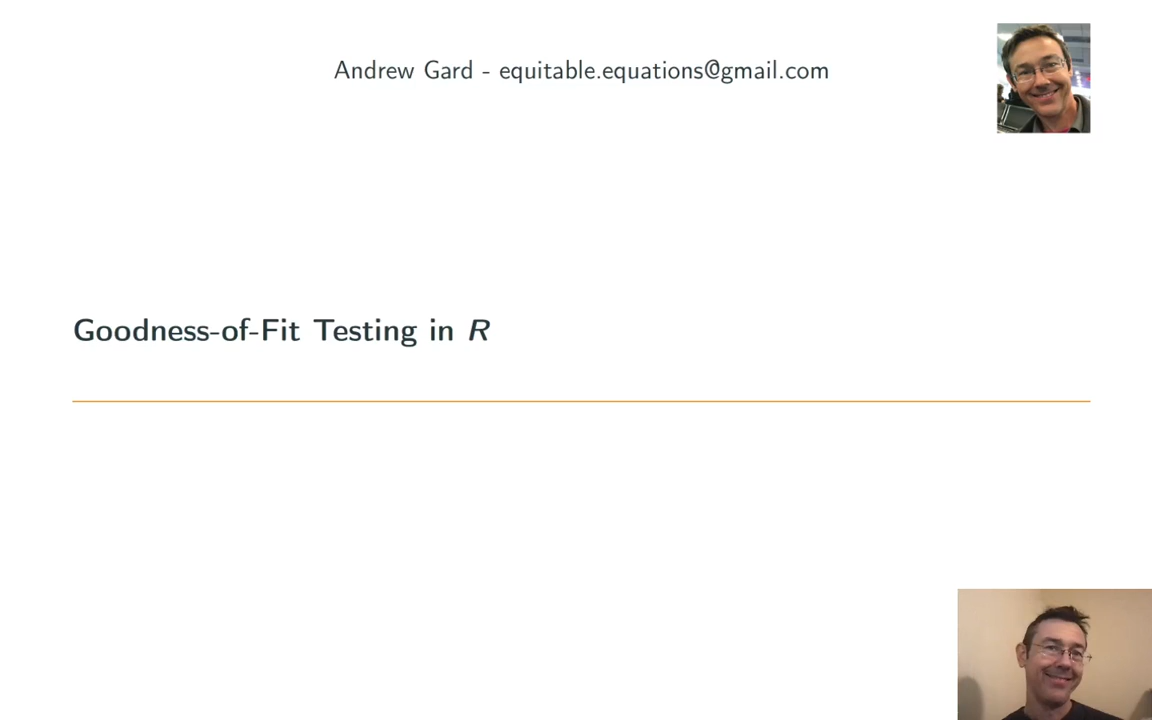 Andrew Gard - equitable.equations@gmail.com
Goodness-of-Fit Testing in R